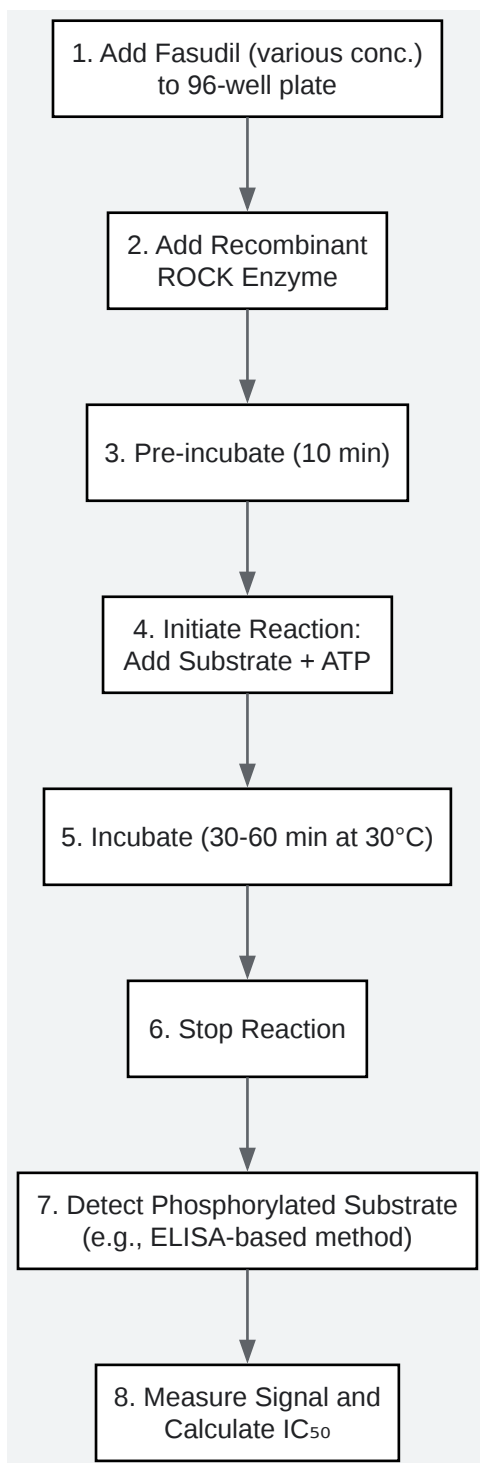 1. Add Fasudil (various conc.)
to 96-well plate
2. Add Recombinant
ROCK Enzyme
3. Pre-incubate (10 min)
4. Initiate Reaction:
Add Substrate + ATP
5. Incubate (30-60 min at 30°C)
6. Stop Reaction
7. Detect Phosphorylated Substrate
(e.g., ELISA-based method)
8. Measure Signal and
Calculate IC₅₀